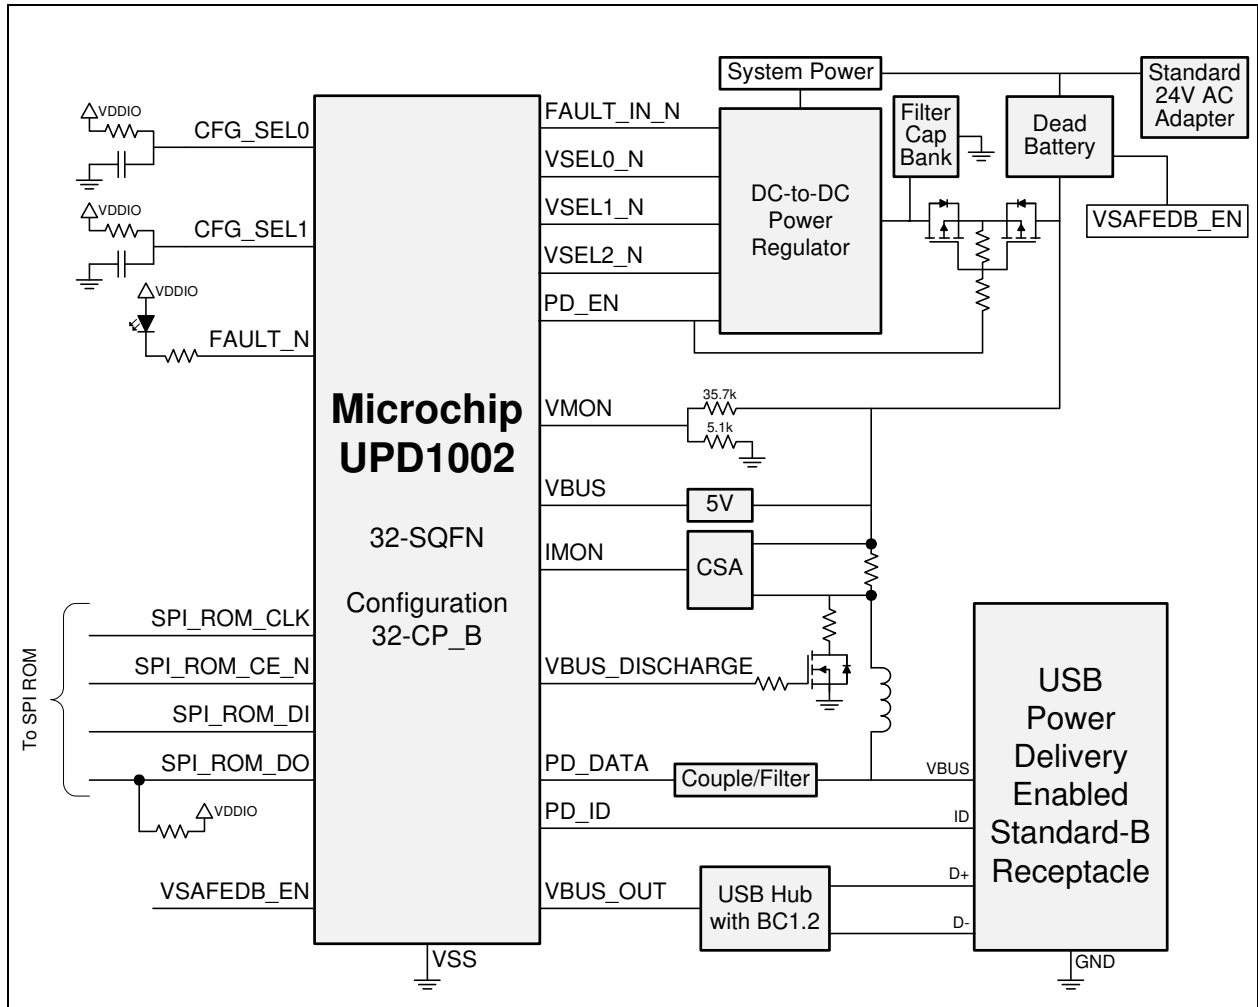 System Power
Standard
24V AC
Adapter
VDDIO
CFG_SEL0
FAULT_IN_N
Filter
Cap
Bank
Dead
Battery
VSEL0_N
DC-to-DC
Power
Regulator
VDDIO
CFG_SEL1
VSEL1_N
VSAFEDB_EN
VSEL2_N
VDDIO
PD_EN
FAULT_N
Microchip
UPD1002
32-SQFN
Configuration
32-CP_B
VMON
35.7k
5.1k
VBUS
5V
IMON
CSA
To SPI ROM
SPI_ROM_CLK
SPI_ROM_CE_N
SPI_ROM_DI
SPI_ROM_DO
VDDIO
VBUS_DISCHARGE
PD_DATA
Couple/Filter
VBUS
PD_ID
ID
USB
Power
Delivery
Enabled
Standard-B
Receptacle
VSAFEDB_EN
VBUS_OUT
USB Hub
with BC1.2
D+
D-
VSS
GND